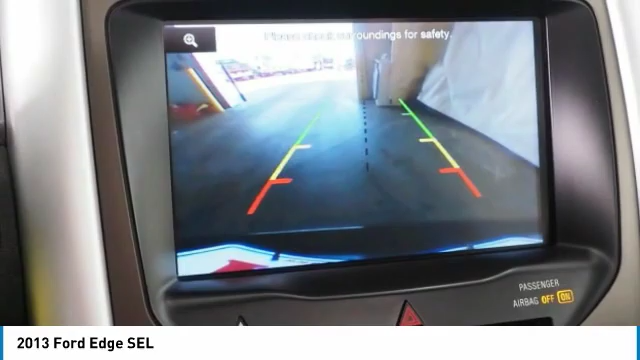 Please check surroundings for safety.
PASSENGER
AIRBAG OFF ON
2013 Ford Edge SEL